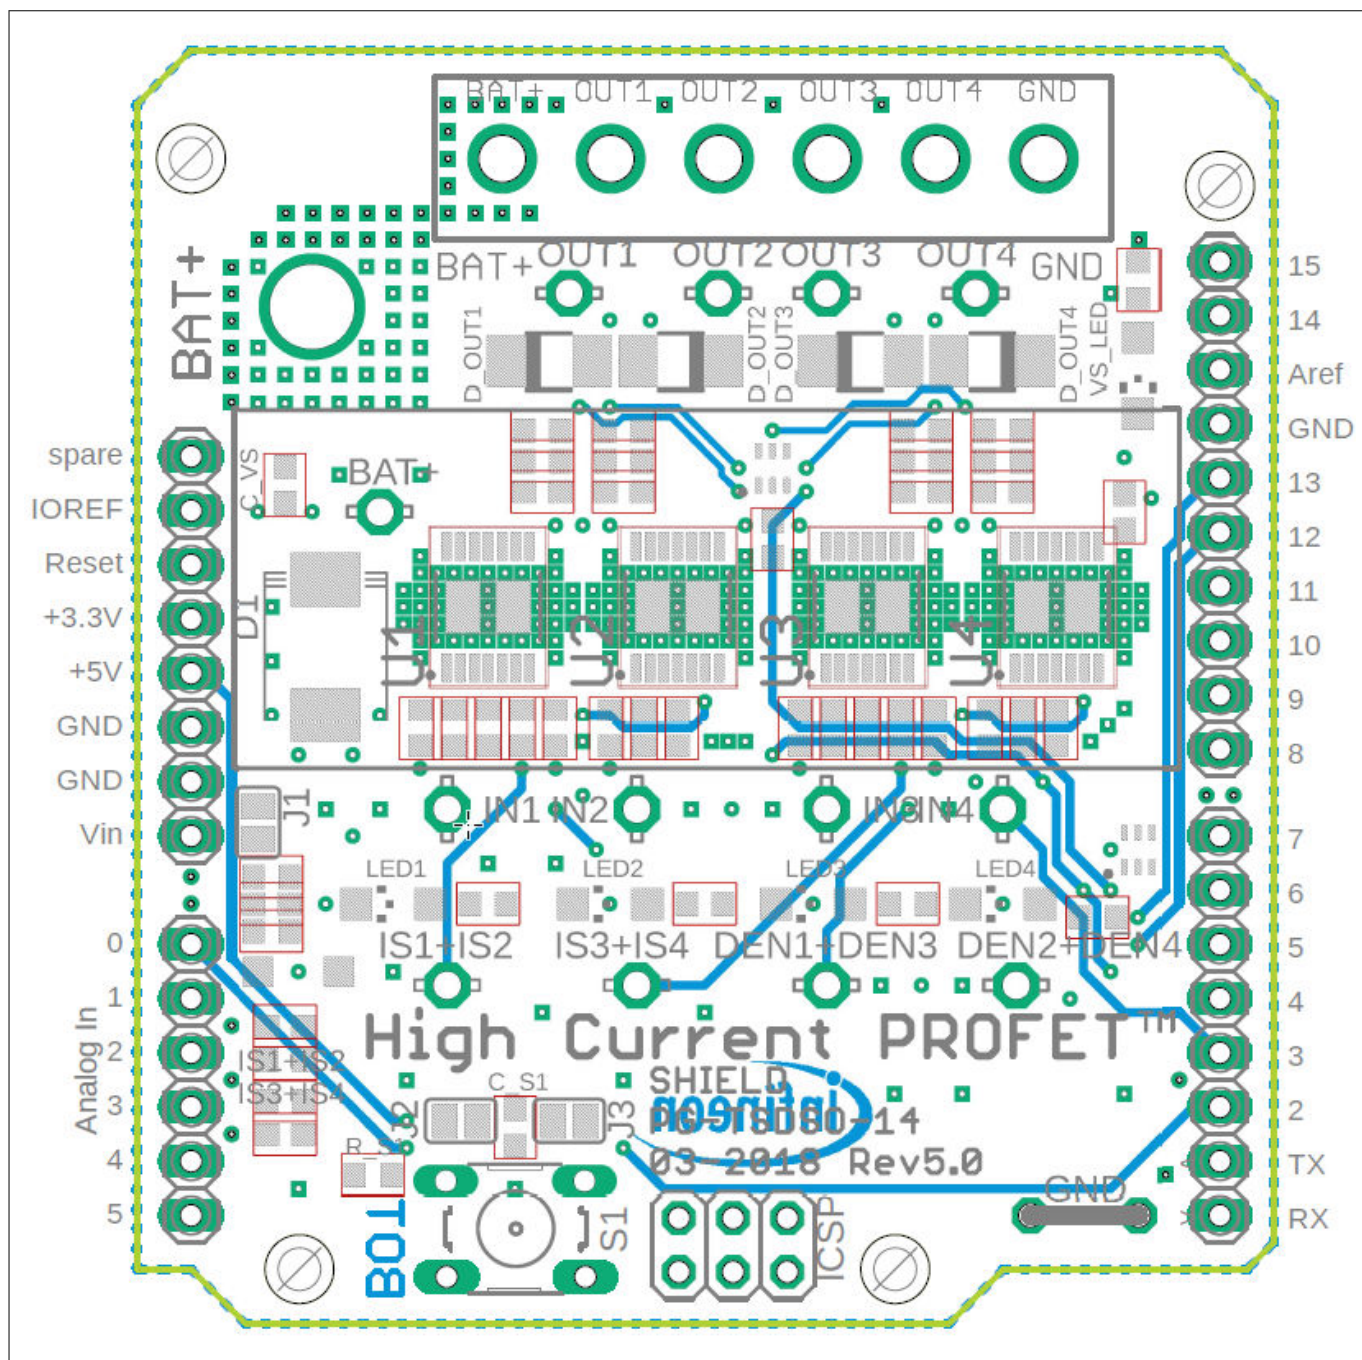 BAT+ OUT1 OUT2 OUT3 OUT4 GND
BAT+
BAT+ OUT1 OUT2 OUT3 OUT4 GND
D_OUT1
D_OUT2
D_OUT3
D_OUT4
VS_LED
15
14
Aref
GND
13
12
11
10
9
8
7
6
5
4
3
2
TX
RX
spare
IOREF
Reset
+3.3V
+5V
GND
GND
Vin
0
1
2
3
4
5
Analog In
C_VS
BAT+
D1
U1
U2
U3
U4
J1
IN1 IN2 IN3 IN4
LED1 LED2 LED3 LED4
IS1+IS2 IS3+IS4 DEN1+DEN3 DEN2+DEN4
High Current PROFET™
IS1+IS2
IS3+IS4
SHIELD
infineon
PG-TSDSO-14
03-2018 Rev5.0
C_S1
J2
J3
R_S1
BOT
S1
ICSP
GND